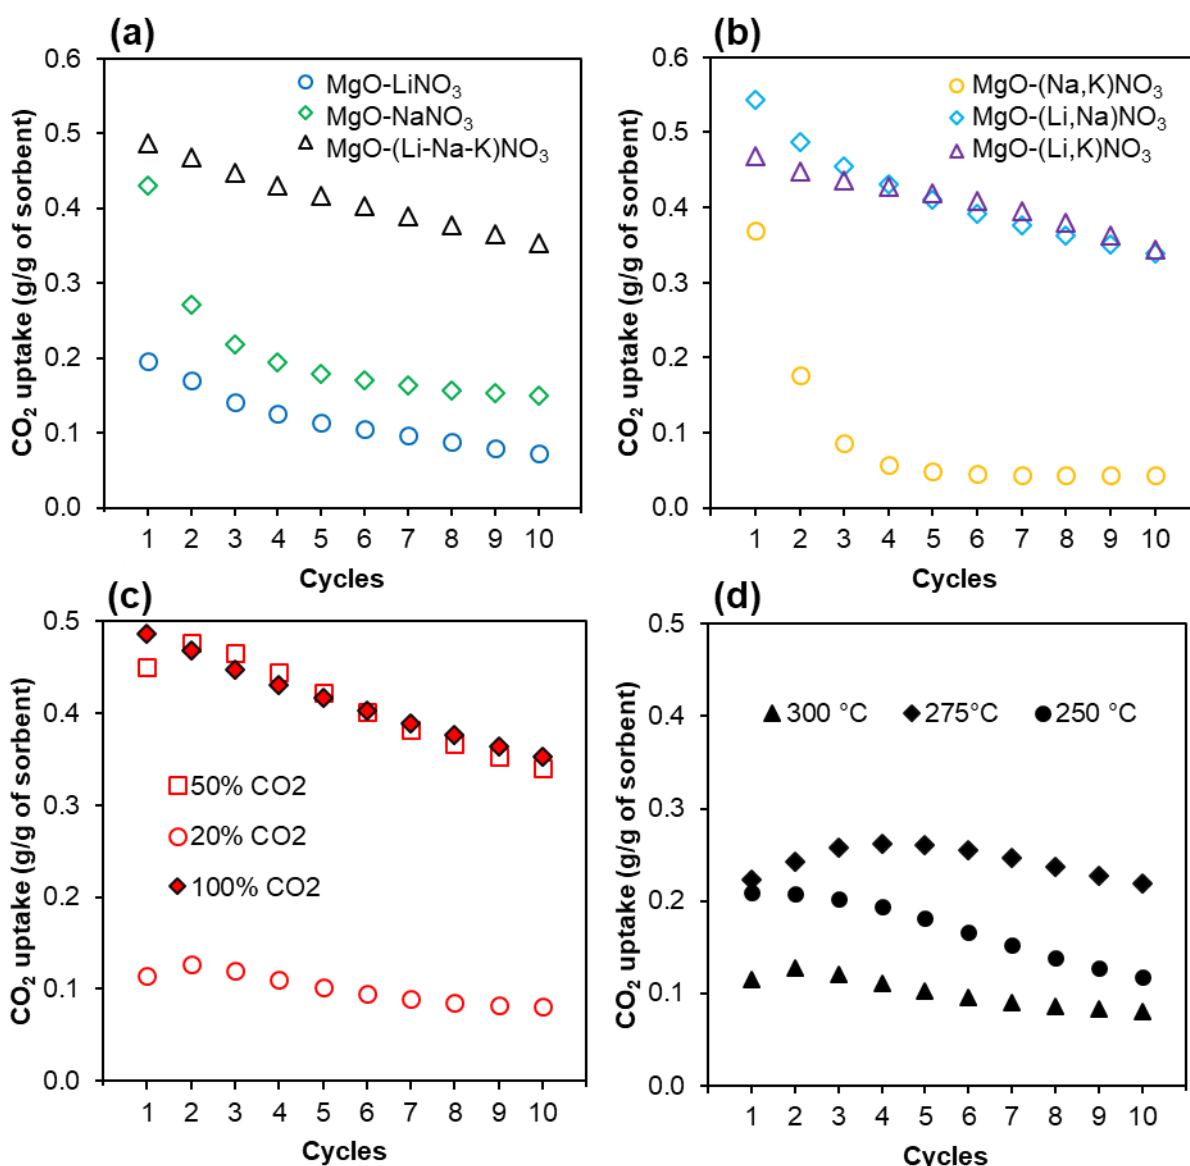 (a)
0.6
0.5
0.4
0.3
0.2
0.1
0.0
CO₂ uptake (g/g of sorbent)
MgO-LiNO₃
MgO-NaNO₃
MgO-(Li-Na-K)NO₃
1 2 3 4 5 6 7 8 9 10
Cycles
(b)
0.6
0.5
0.4
0.3
0.2
0.1
0.0
CO₂ uptake (g/g of sorbent)
MgO-(Na,K)NO₃
MgO-(Li,Na)NO₃
MgO-(Li,K)NO₃
1 2 3 4 5 6 7 8 9 10
Cycles
(c)
0.5
0.4
0.3
0.2
0.1
0.0
CO₂ uptake (g/g of sorbent)
50% CO2
20% CO2
100% CO2
1 2 3 4 5 6 7 8 9 10
Cycles
(d)
0.5
0.4
0.3
0.2
0.1
0.0
CO₂ uptake (g/g of sorbent)
300 °C 275°C 250 °C
1 2 3 4 5 6 7 8 9 10
Cycles